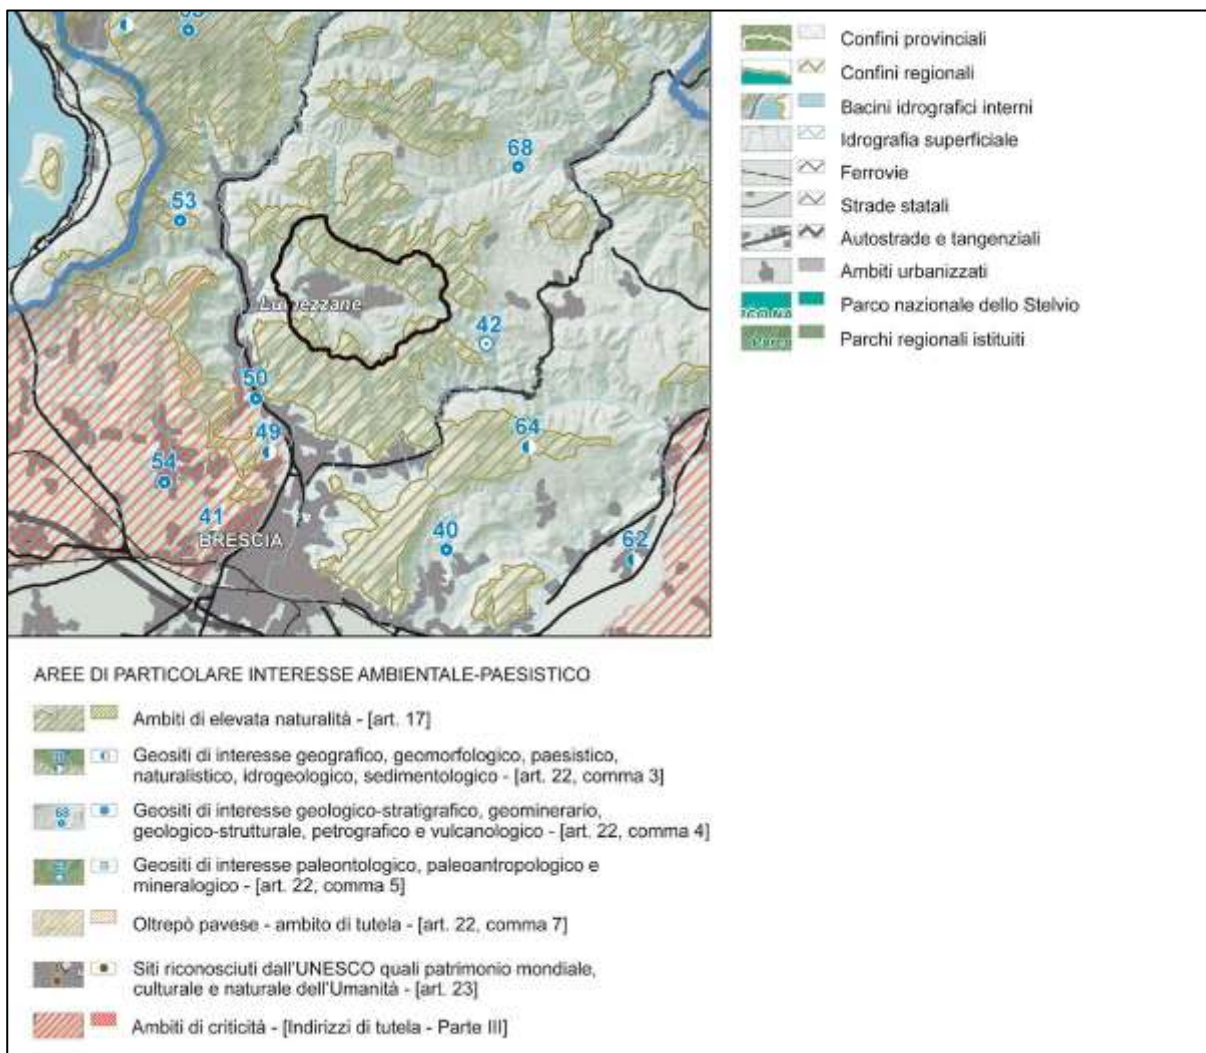 68
53
Lumezzane
42
50
49
64
54
41
BRESCIA
40
62
Confini provinciali
Confini regionali
Bacini idrografici interni
Idrografia superficiale
Ferrovie
Strade statali
Autostrade e tangenziali
Ambiti urbanizzati
Parco nazionale dello Stelvio
Parchi regionali istituiti
AREE DI PARTICOLARE INTERESSE AMBIENTALE-PAESISTICO
Ambiti di elevata naturalità - [art. 17]
Geositi di interesse geografico, geomorfologico, paesistico,
naturalistico, idrogeologico, sedimentologico - [art. 22, comma 3]
68
Geositi di interesse geologico-stratigrafico, geominerario,
geologico-strutturale, petrografico e vulcanologico - [art. 22, comma 4]
Geositi di interesse paleontologico, paleoantropologico e
mineralogico - [art. 22, comma 5]
Oltrepò pavese - ambito di tutela - [art. 22, comma 7]
Siti riconosciuti dall'UNESCO quali patrimonio mondiale,
culturale e naturale dell'Umanità - [art. 23]
Ambiti di criticità - [Indirizzi di tutela - Parte III]